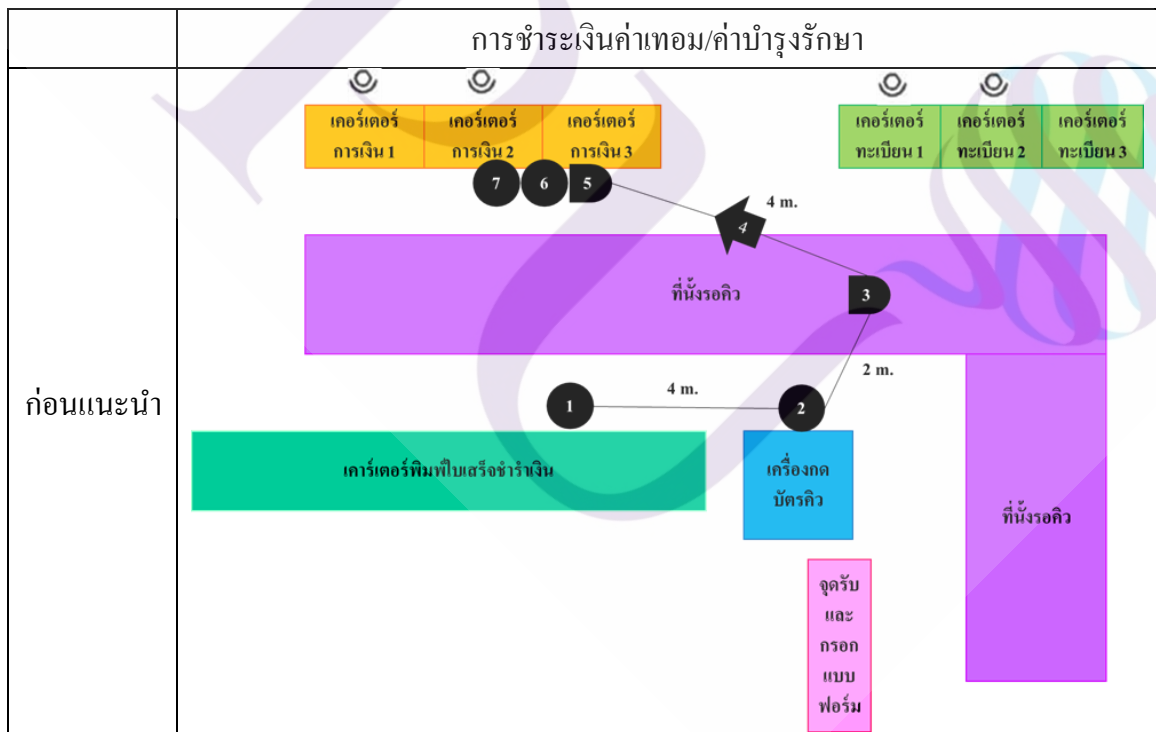 การชำระเงินค่าเทอม/ค่าบำรุงรักษา
ก่อนแนะนำ
เคอร์เตอร์
การเงิน 1
เคอร์เตอร์
การเงิน 2
เคอร์เตอร์
การเงิน 3
เคอร์เตอร์
ทะเบียน 1
เคอร์เตอร์
ทะเบียน 2
เคอร์เตอร์
ทะเบียน 3
7
6
5
4
4 m.
ที่นั้งรอคิว
3
2 m.
4 m.
1
2
เคาร์เตอร์พิมพ์ใบเสร็จชำรำเงิน
เครื่องกด
บัตรคิว
ที่นั้งรอคิว
จุดรับ
และ
กรอก
แบบ
ฟอร์ม